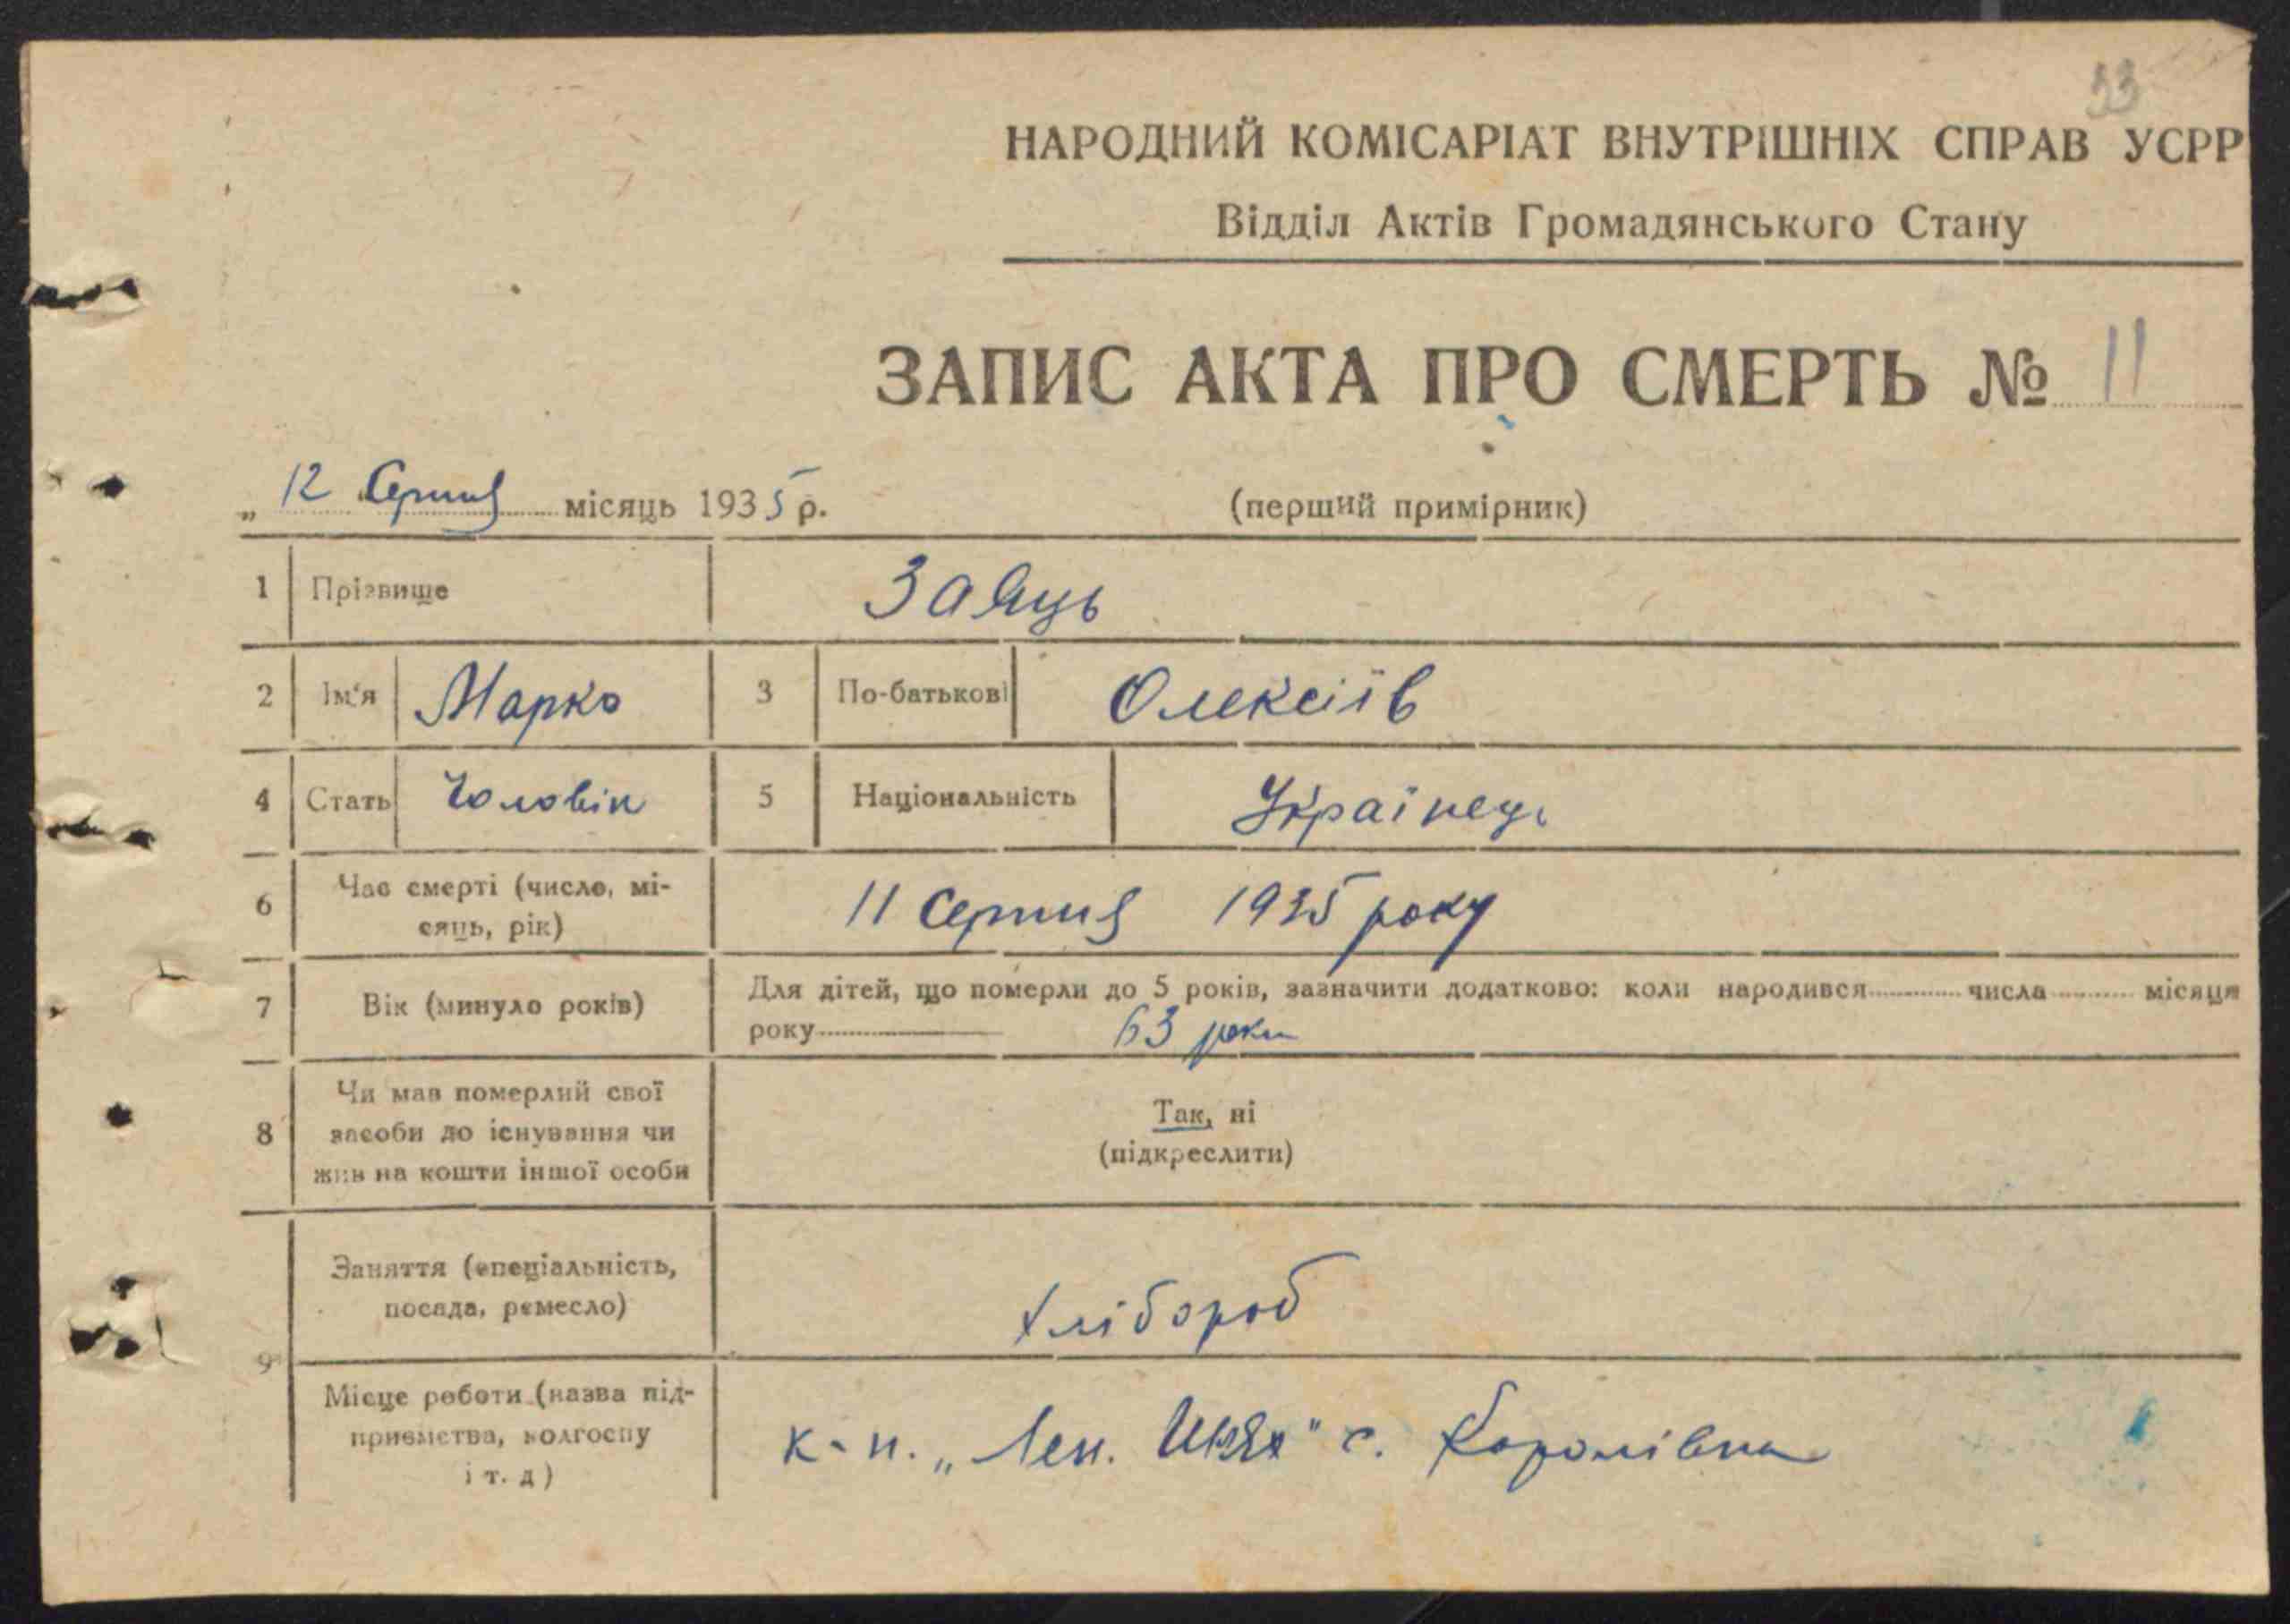 33
НАРОДНИЙ КОМІСАРІАТ ВНУТРІШНІХ СПРАВ УСРР
Відділ Актів Громадянського Стану
ЗАПИС АКТА ПРО СМЕРТЬ № 11
„ 12 Серпня місяць 1935 р.
(перший примірник)
1 Прізвище Заяць
2 Ім'я Марко 3 По-батькові Олексіїв
4 Стать Чоловік 5 Національність Українець
6 Час смерті (число, мі-
сяць, рік) 11 Серпня 1935 року
7 Вік (минуло років) Для дітей, що померли до 5 років, зазначити додатково: коли народився числа місяця
року 63 роки
8 Чи мав померлий свої
засоби до існування чи
жив на кошти іншої особи
Так, ні
(підкреслити)
9 Заняття (спеціальність,
посада, ремесло) Хлібороб
Місце роботи (назва під-
приємства, колгоспу
і т. д)
к-п. „Лен. Шлях" с. Королівка